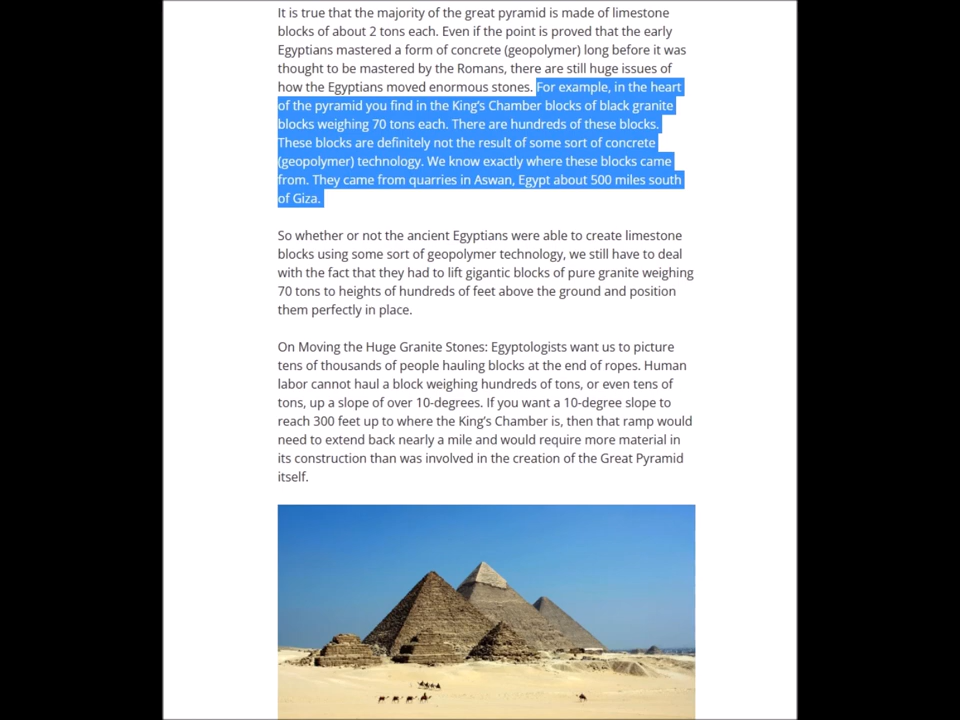 It is true that the majority of the great pyramid is made of limestone
blocks of about 2 tons each. Even if the point is proved that the early
Egyptians mastered a form of concrete (geopolymer) long before it was
thought to be mastered by the Romans, there are still huge issues of
how the Egyptians moved enormous stones. For example, in the heart
of the pyramid you find in the King's Chamber blocks of black granite
blocks weighing 70 tons each. There are hundreds of these blocks.
These blocks are definitely not the result of some sort of concrete
(geopolymer) technology. We know exactly where these blocks came
from. They came from quarries in Aswan, Egypt about 500 miles south
of Giza.
So whether or not the ancient Egyptians were able to create limestone
blocks using some sort of geopolymer technology, we still have to deal
with the fact that they had to lift gigantic blocks of pure granite weighing
70 tons to heights of hundreds of feet above the ground and position
them perfectly in place.
On Moving the Huge Granite Stones: Egyptologists want us to picture
tens of thousands of people hauling blocks at the end of ropes. Human
labor cannot haul a block weighing hundreds of tons, or even tens of
tons, up a slope of over 10-degrees. If you want a 10-degree slope to
reach 300 feet up to where the King's Chamber is, then that ramp would
need to extend back nearly a mile and would require more material in
its construction than was involved in the creation of the Great Pyramid
itself.